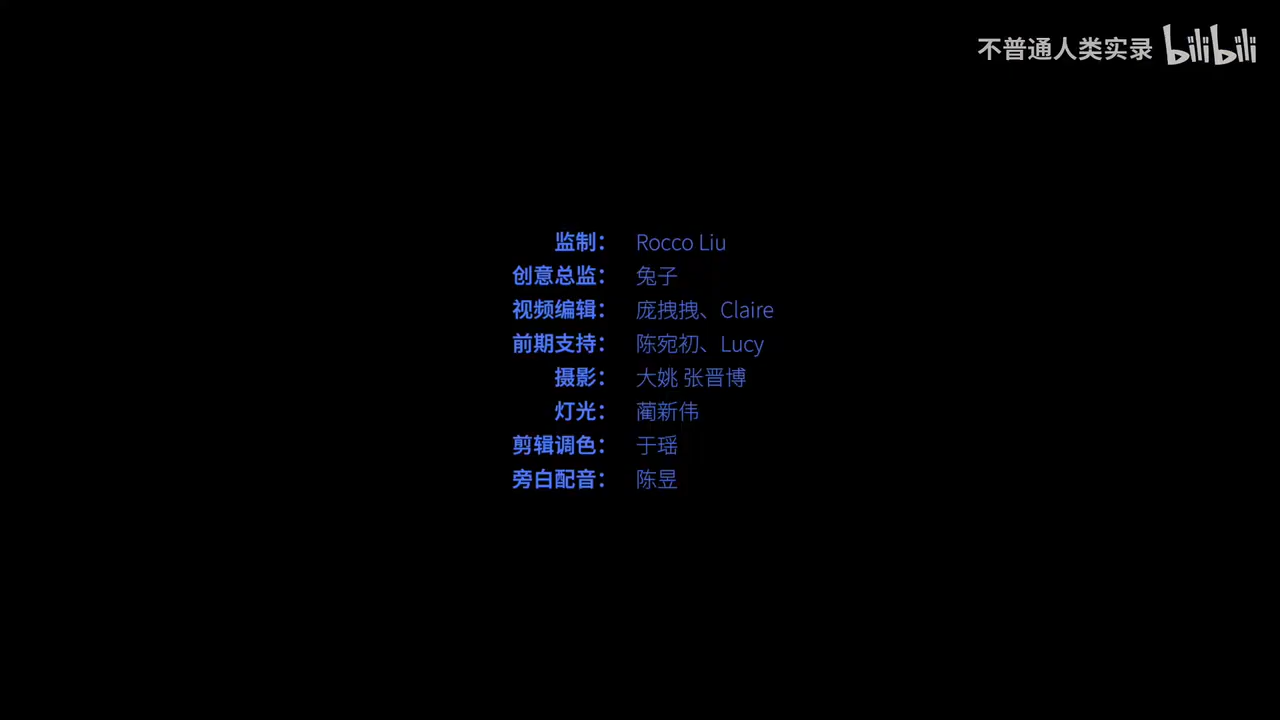 不普通人类实录 bilibili
监制： Rocco Liu
创意总监： 兔子
视频编辑： 庞拽拽、Claire
前期支持： 陈宛初、Lucy
摄影： 大姚 张晋博
灯光： 蔺新伟
剪辑调色： 于瑶
旁白配音： 陈昱